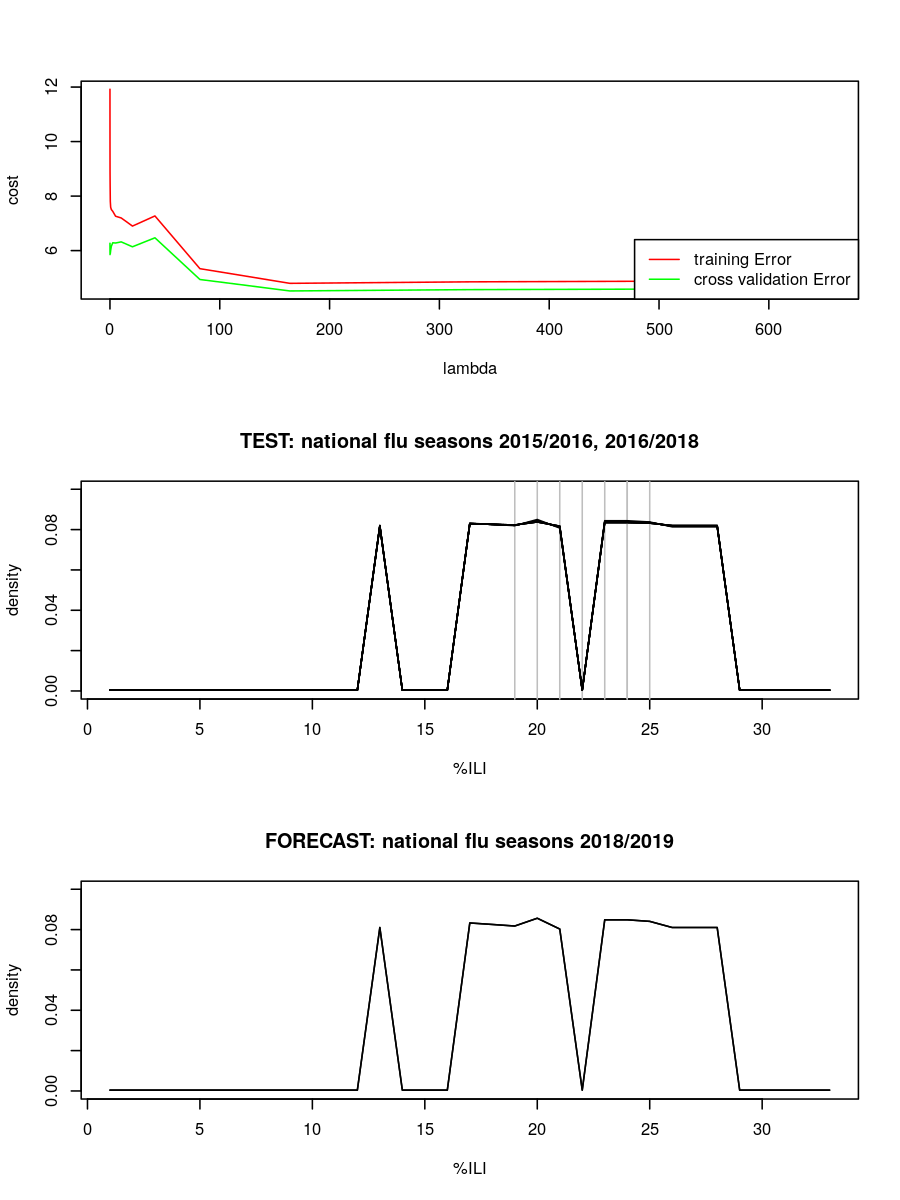 12
10
8
6
cost
training Error
cross validation Error
0 100 200 300 400 500 600
lambda
TEST: national flu seasons 2015/2016, 2016/2018
0.08
0.04
0.00
density
0 5 10 15 20 25 30
%ILI
FORECAST: national flu seasons 2018/2019
0.08
0.04
0.00
density
0 5 10 15 20 25 30
%ILI